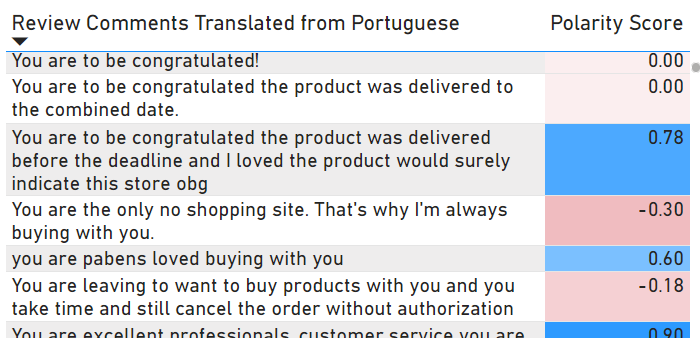 Review Comments Translated from Portuguese Polarity Score
You are to be congratulated! 0.00
You are to be congratulated the product was delivered to 0.00
the combined date.
You are to be congratulated the product was delivered 0.78
before the deadline and I loved the product would surely
indicate this store obg
You are the only no shopping site. That's why I'm always -0.30
buying with you.
you are pabens loved buying with you 0.60
You are leaving to want to buy products with you and you -0.18
take time and still cancel the order without authorization
You are excellent professionals, customer service you are 0.90